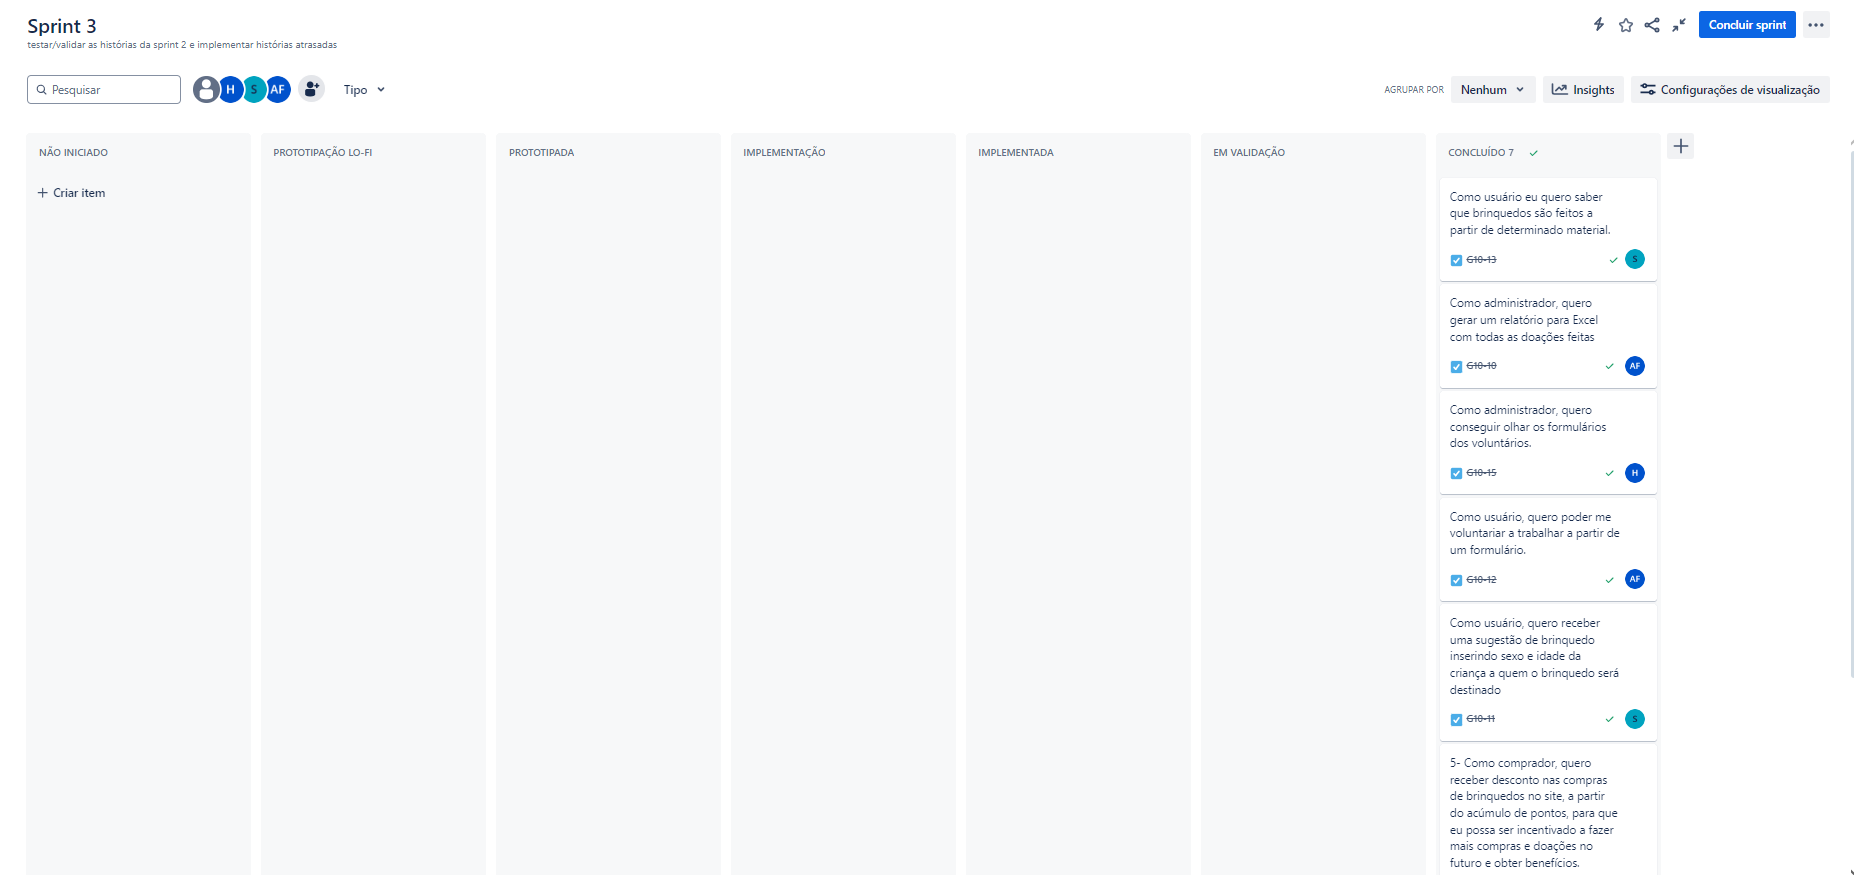 Sprint 3
testar/validar as histórias da sprint 2 e implementar histórias atrasadas
Concluir sprint
Pesquisar
H
S
AF
Tipo
AGRUPAR POR
Nenhum
Insights
Configurações de visualização
NÃO INICIADO
PROTOTIPAÇÃO LO-FI
PROTOTIPADA
IMPLEMENTAÇÃO
IMPLEMENTADA
EM VALIDAÇÃO
CONCLUÍDO 7
Criar item
Como usuário eu quero saber
que brinquedos são feitos a
partir de determinado material.
G10-13
S
Como administrador, quero
gerar um relatório para Excel
com todas as doações feitas
G10-10
AF
Como administrador, quero
conseguir olhar os formulários
dos voluntários.
G10-15
H
Como usuário, quero poder me
voluntariar a trabalhar a partir de
um formulário.
G10-12
AF
Como usuário, quero receber
uma sugestão de brinquedo
inserindo sexo e idade da
criança a quem o brinquedo será
destinado
G10-11
S
5- Como comprador, quero
receber desconto nas compras
de brinquedos no site, a partir
do acúmulo de pontos, para que
eu possa ser incentivado a fazer
mais compras e doações no
futuro e obter benefícios.